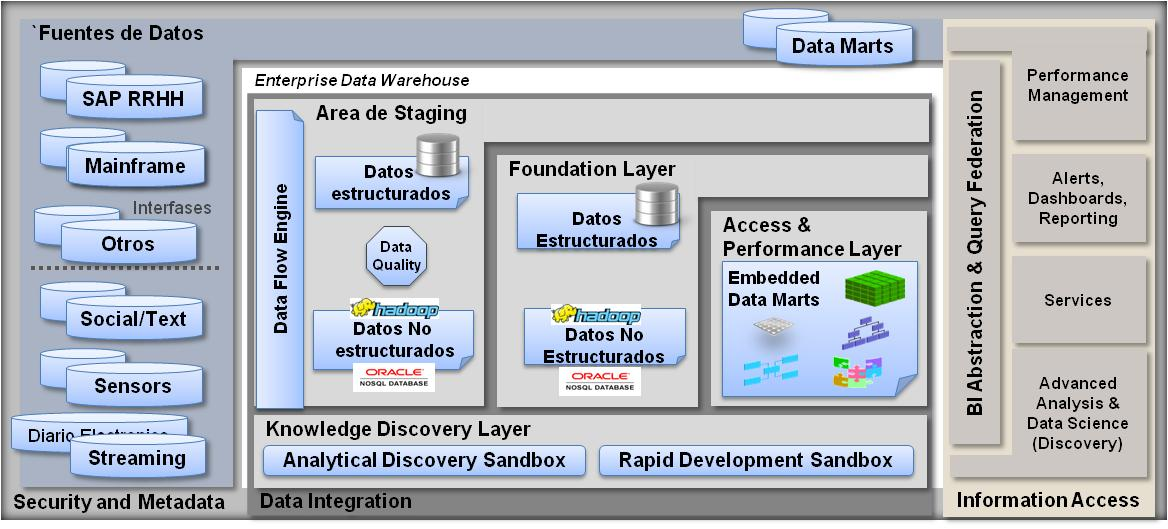 `Fuentes de Datos
SAP RRHH
Mainframe
Interfases
Otros
Social/Text
Sensors
Diario Electronico
Streaming
Security and Metadata
Data Marts
Enterprise Data Warehouse
Data Flow Engine
Area de Staging
Datos
estructurados
Data
Quality
hadoop
Datos No
estructurados
ORACLE
NOSQL DATABASE
Foundation Layer
Datos
Estructurados
hadoop
Datos No
Estructurados
ORACLE
NOSQL DATABASE
Access &
Performance Layer
Embedded
Data Marts
Knowledge Discovery Layer
Analytical Discovery Sandbox
Rapid Development Sandbox
Data Integration
BI Abstraction & Query Federation
Performance
Management
Alerts,
Dashboards,
Reporting
Services
Advanced
Analysis &
Data Science
(Discovery)
Information Access